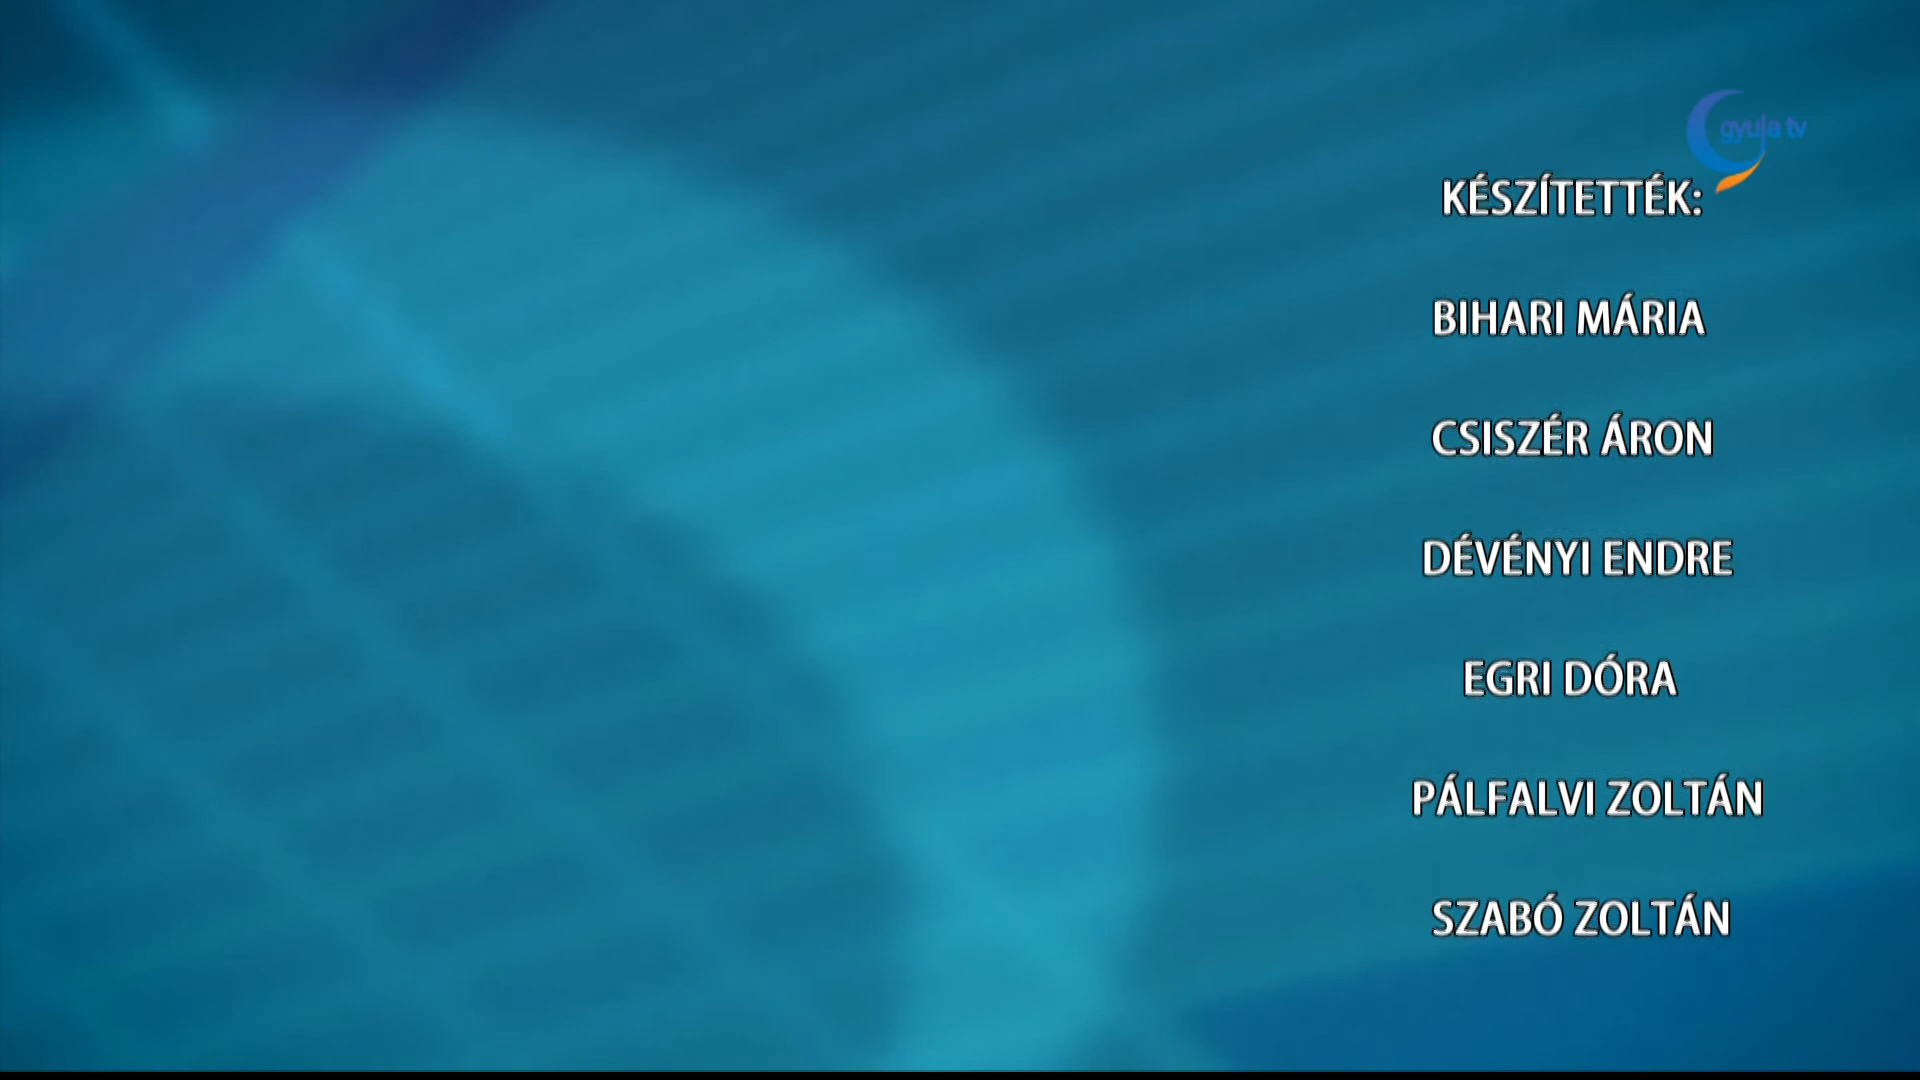 gyula tv
KÉSZÍTETTÉK:
BIHARI MÁRIA
CSISZÉR ÁRON
DÉVÉNYI ENDRE
EGRI DÓRA
PÁLFALVI ZOLTÁN
SZABÓ ZOLTÁN